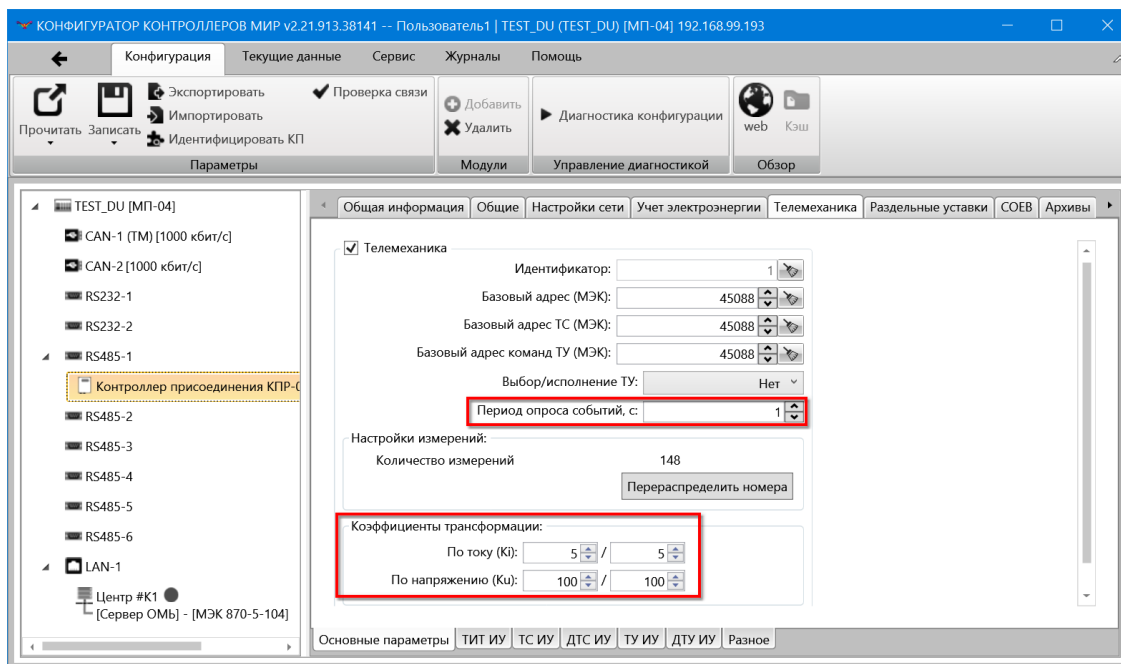 КОНФИГУРАТОР КОНТРОЛЛЕРОВ МИР v2.21.913.38141 -- Пользователь1 | TEST_DU (TEST_DU) [МП-04] 192.168.99.193
Конфигурация Текущие данные Сервис Журналы Помощь
Прочитать
Записать
Экспортировать
Импортировать
Идентифицировать КП
Проверка связи
Параметры
Добавить
Удалить
Модули
Диагностика конфигурации
Управление диагностикой
web
Кэш
Обзор
TEST_DU [МП-04]
CAN-1 (ТМ) [1000 кбит/с]
CAN-2 [1000 кбит/с]
RS232-1
RS232-2
RS485-1
Контроллер присоединения КПР-0
RS485-2
RS485-3
RS485-4
RS485-5
RS485-6
LAN-1
Центр #К1
[Сервер ОМЬ] - [МЭК 870-5-104]
Общая информация Общие Настройки сети Учет электроэнергии Телемеханика Раздельные уставки СОЕВ Архивы
Телемеханика
Идентификатор: 1
Базовый адрес (МЭК): 45088
Базовый адрес ТС (МЭК): 45088
Базовый адрес команд ТУ (МЭК): 45088
Выбор/исполнение ТУ: Нет
Период опроса событий, с: 1
Настройки измерений:
Количество измерений 148
Перераспределить номера
Коэффициенты трансформации:
По току (Ki): 5 / 5
По напряжению (Ku): 100 / 100
Основные параметры ТИТ ИУ ТС ИУ ДТС ИУ ТУ ИУ ДТУ ИУ Разное